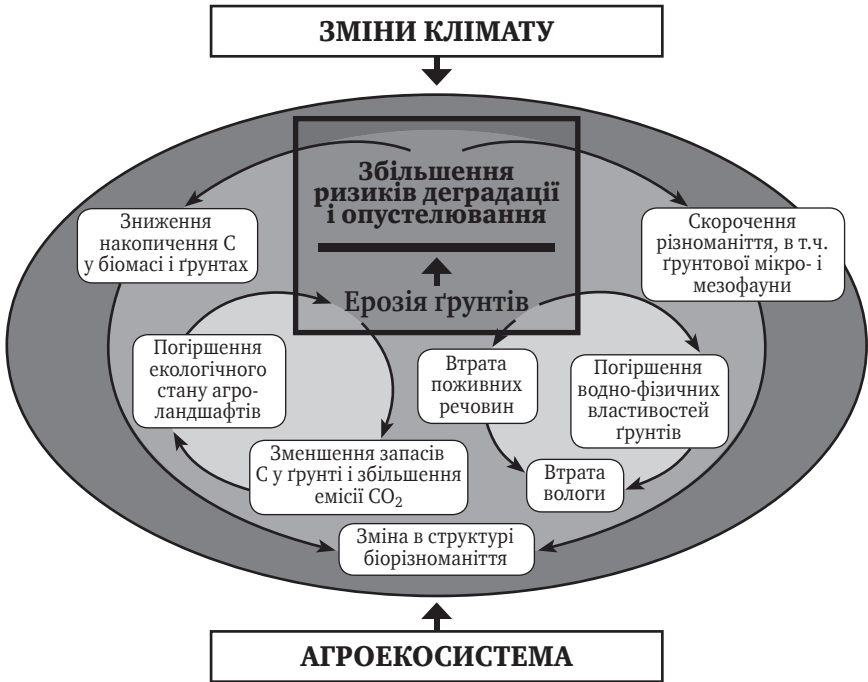 ЗМІНИ КЛІМАТУ
Збільшення
ризиків деградації
і опустелювання
Ерозія ґрунтів
Зниження
накопичення С
у біомасі і ґрунтах
Скорочення
різноманіття, в т.ч.
ґрунтової мікро- і
мезофауни
Погіршення
екологічного
стану агро-
ландшафтів
Втрата
поживних
речовин
Погіршення
водно-фізичних
властивостей
ґрунтів
Зменшення запасів
С у ґрунті і збільшення
емісії CO₂
Втрата
вологи
Зміна в структурі
біорізноманіття
АГРОЕКОСИСТЕМА